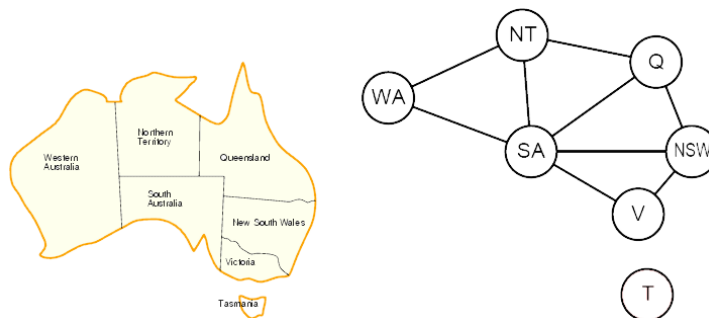 Western
Australia
Northern
Territory
Queensland
South
Australia
New South Wales
Victoria
Tasmania
NT
Q
WA
SA
NSW
V
T